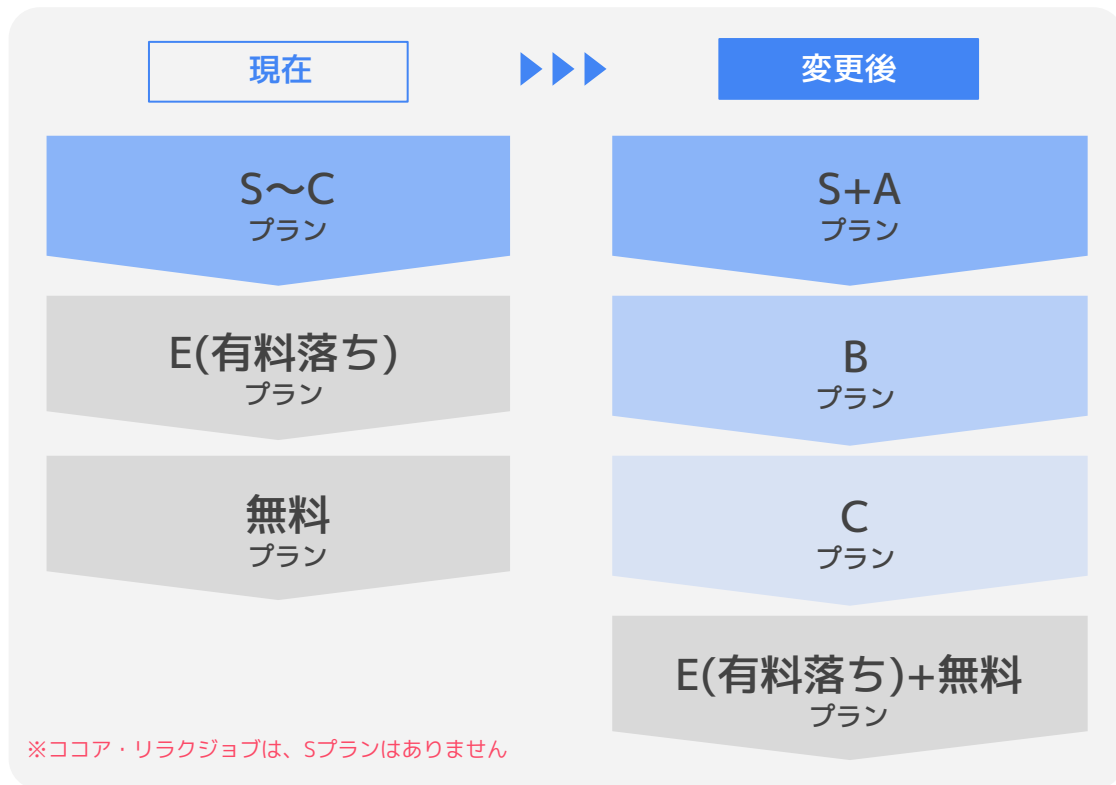 現在
変更後
S〜C
プラン
E(有料落ち)
プラン
無料
プラン
S+A
プラン
B
プラン
C
プラン
E(有料落ち)+無料
プラン
※ココア・リラクジョブは、Sプランはありません